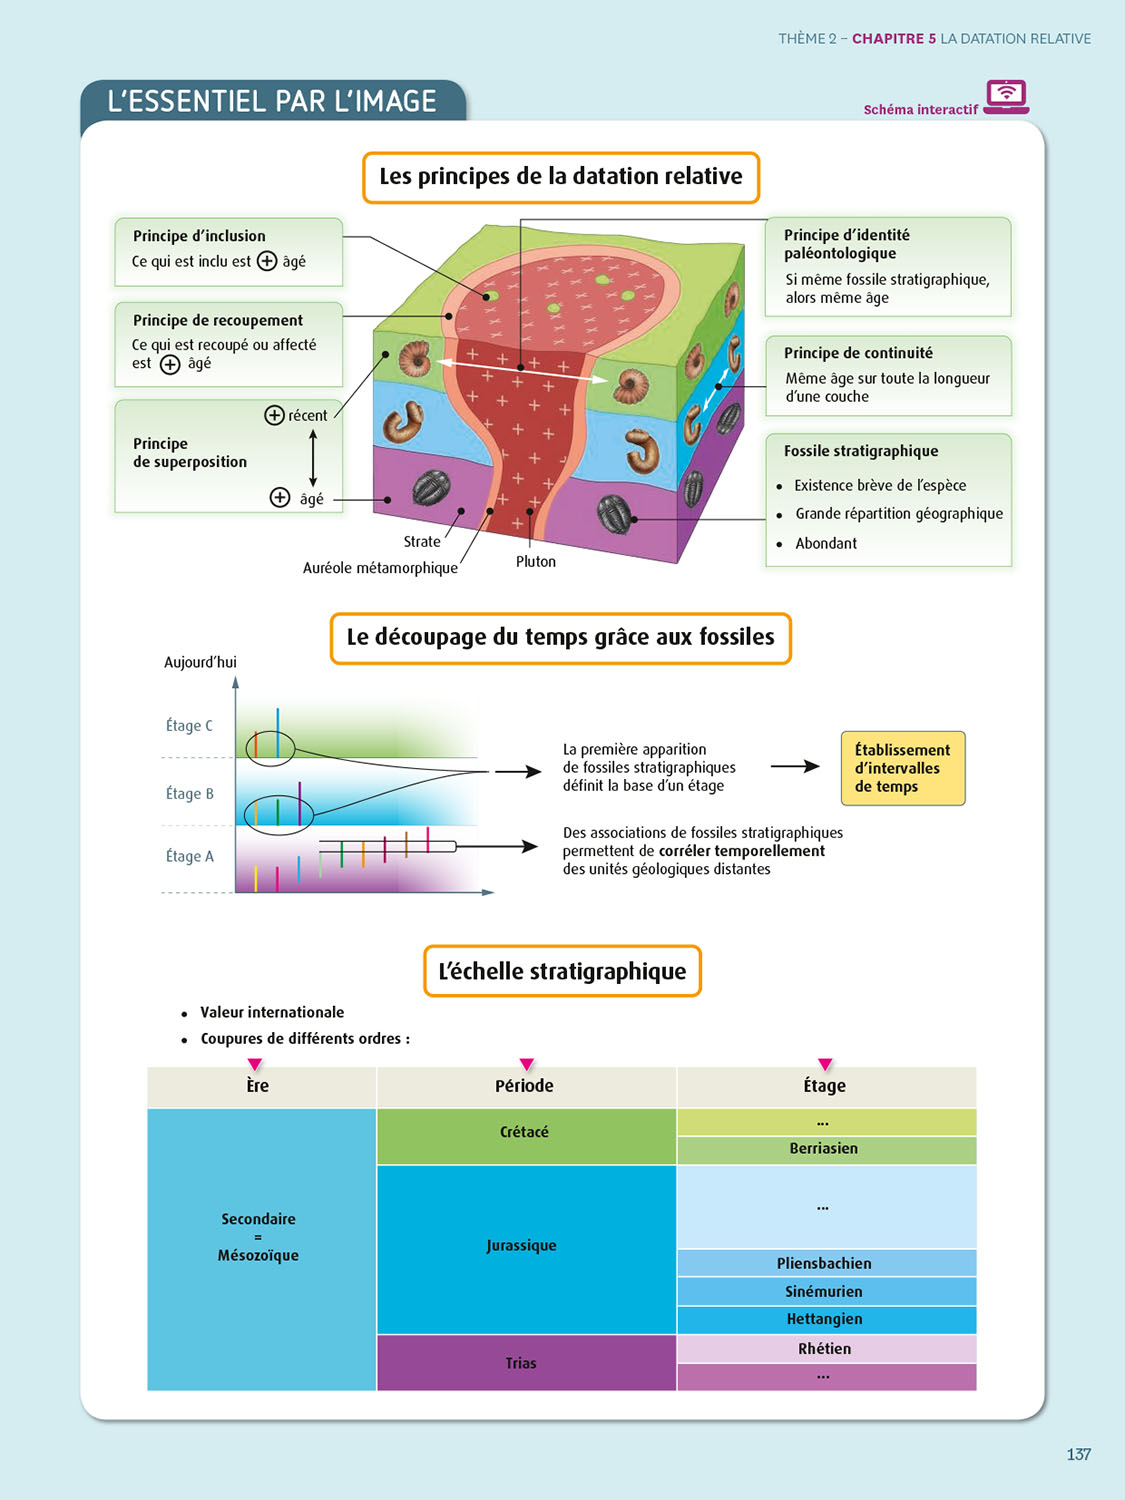 THÈME 2 – CHAPITRE 5 LA DATATION RELATIVE
L'ESSENTIEL PAR L'IMAGE
Schéma interactif
Les principes de la datation relative
Principe d'inclusion
Ce qui est inclu est + âgé
Principe de recoupement
Ce qui est recoupé ou affecté
est + âgé
+ récent
Principe
de superposition
+ âgé
Principe d'identité
paléontologique
Si même fossile stratigraphique,
alors même âge
Principe de continuité
Même âge sur toute la longueur
d'une couche
Fossile stratigraphique
• Existence brève de l'espèce
• Grande répartition géographique
• Abondant
Strate
Auréole métamorphique
Pluton
Le découpage du temps grâce aux fossiles
Aujourd'hui
Étage C
Étage B
Étage A
La première apparition
de fossiles stratigraphiques
définit la base d'un étage
Établissement
d'intervalles
de temps
Des associations de fossiles stratigraphiques
permettent de corréler temporellement
des unités géologiques distantes
L'échelle stratigraphique
• Valeur internationale
• Coupures de différents ordres :
Ère
Période
Étage
Secondaire
=
Mésozoïque
Crétacé
...
Berriasien
Jurassique
...
Pliensbachien
Sinémurien
Hettangien
Trias
Rhétien
...
137